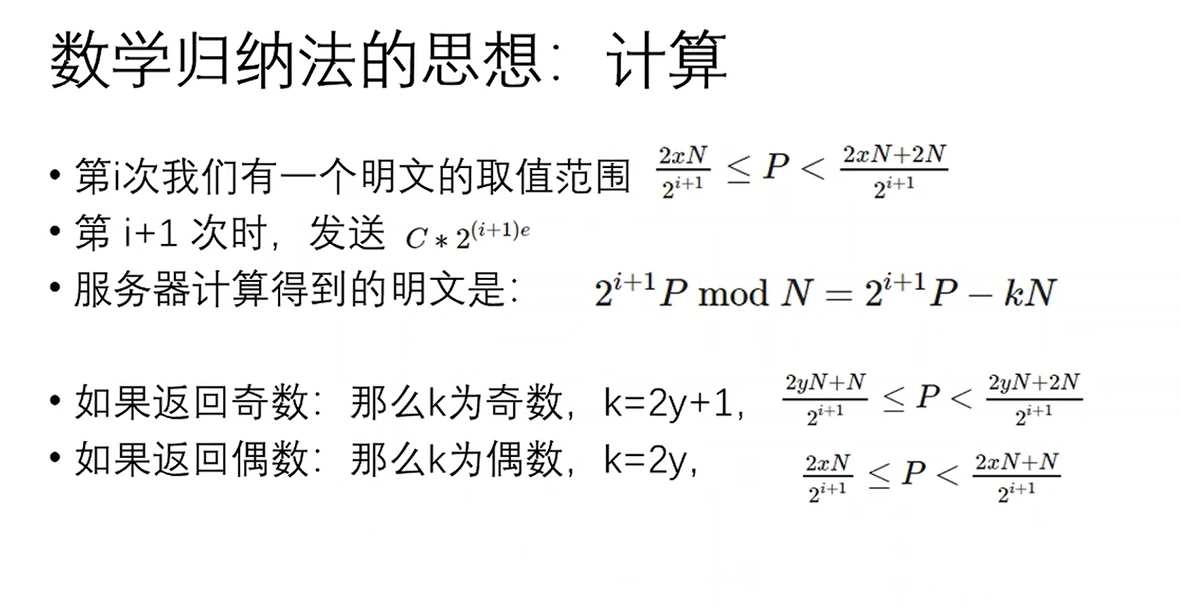 数学归纳法的思想：计算
• 第i次我们有一个明文的取值范围 $\frac{2xN}{2^{i+1}} \leq P < \frac{2xN+2N}{2^{i+1}}$
• 第 i+1 次时，发送 $C * 2^{(i+1)e}$
• 服务器计算得到的明文是： $2^{i+1}P \bmod N = 2^{i+1}P - kN$
• 如果返回奇数：那么k为奇数，k=2y+1, $\frac{2yN+N}{2^{i+1}} \leq P < \frac{2yN+2N}{2^{i+1}}$
• 如果返回偶数：那么k为偶数，k=2y, $\frac{2xN}{2^{i+1}} \leq P < \frac{2xN+N}{2^{i+1}}$